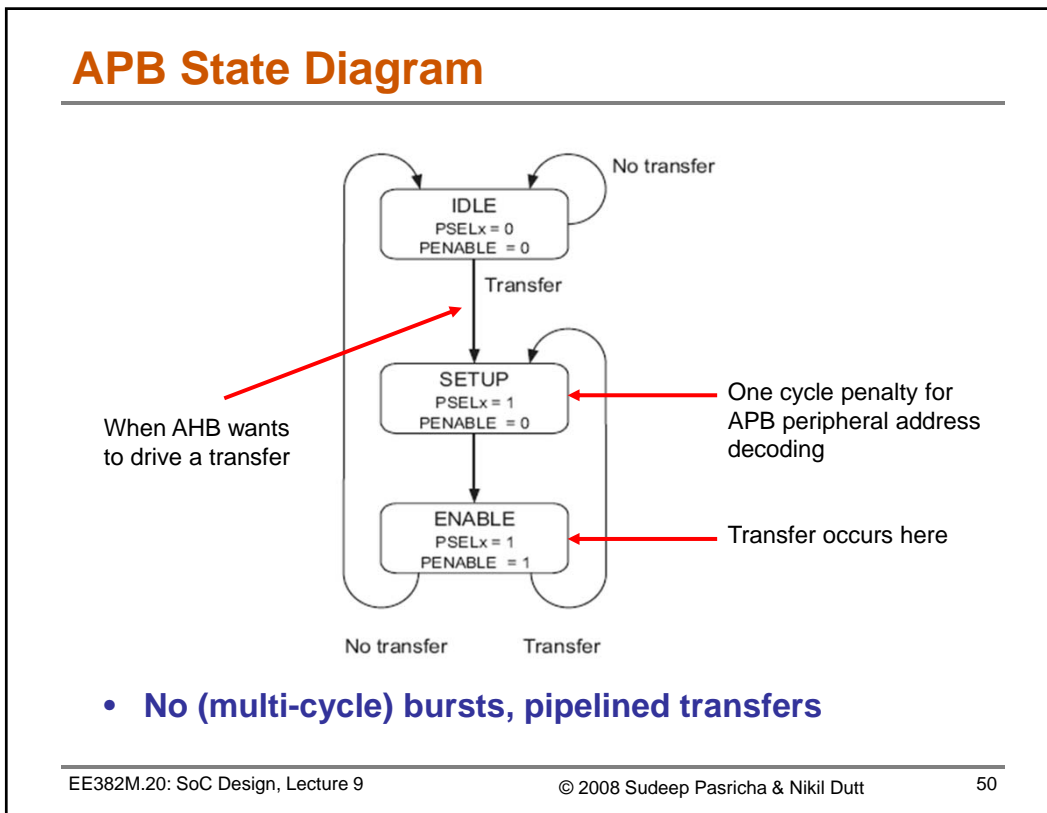 APB State Diagram
No transfer
IDLE
PSELx = 0
PENABLE = 0
Transfer
SETUP
PSELx = 1
PENABLE = 0
When AHB wants
to drive a transfer
One cycle penalty for
APB peripheral address
decoding
ENABLE
PSELx = 1
PENABLE = 1
Transfer occurs here
No transfer
Transfer
• No (multi-cycle) bursts, pipelined transfers
EE382M.20: SoC Design, Lecture 9
© 2008 Sudeep Pasricha & Nikil Dutt
50